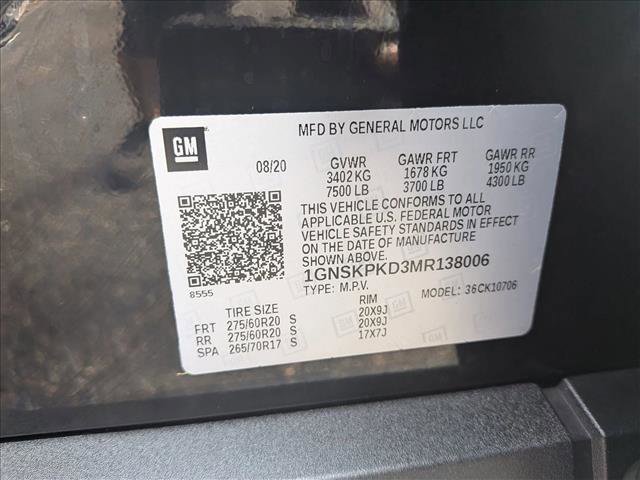 GM
MFD BY GENERAL MOTORS LLC
08/20 GVWR GAWR FRT GAWR RR
3402 KG 1678 KG 1950 KG
7500 LB 3700 LB 4300 LB
THIS VEHICLE CONFORMS TO ALL
APPLICABLE U.S. FEDERAL MOTOR
VEHICLE SAFETY STANDARDS IN EFFECT
ON THE DATE OF MANUFACTURE
SHOWN ABOVE.
1GNSKPKD3MR138006
8555 TYPE: M.P.V. MODEL: 36CK10706
TIRE SIZE RIM
FRT 275/60R20 S 20X9J
RR 275/60R20 S 20X9J
SPA 265/70R17 S 17X7J